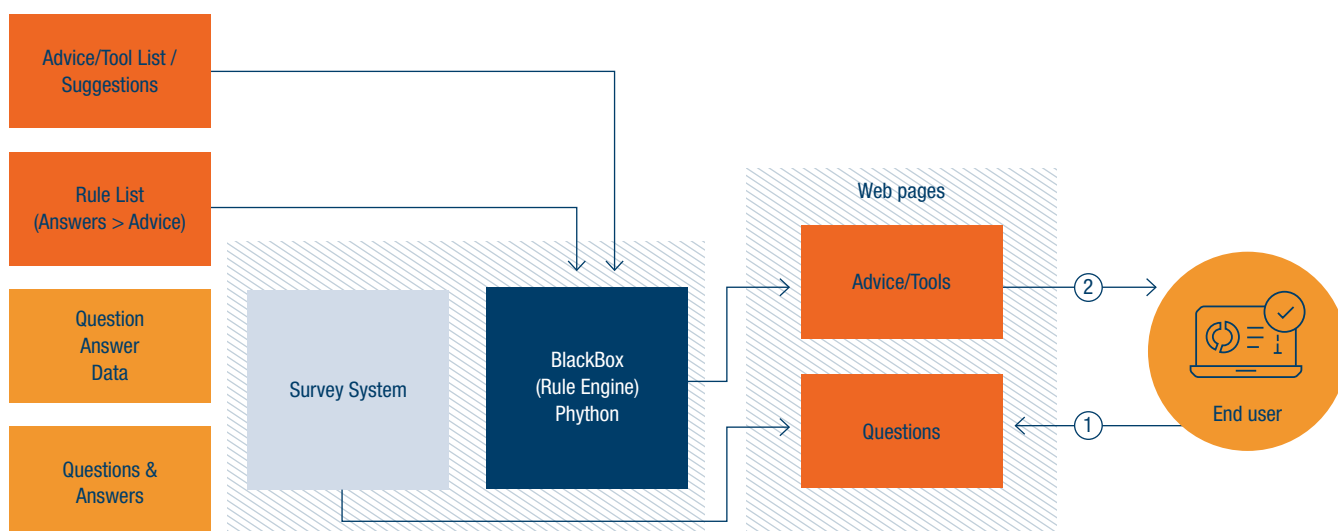 Advice/Tool List /
Suggestions
Rule List
(Answers > Advice)
Question
Answer
Data
Questions &
Answers
Survey System
BlackBox
(Rule Engine)
Phython
Web pages
Advice/Tools
Questions
2
1
End user